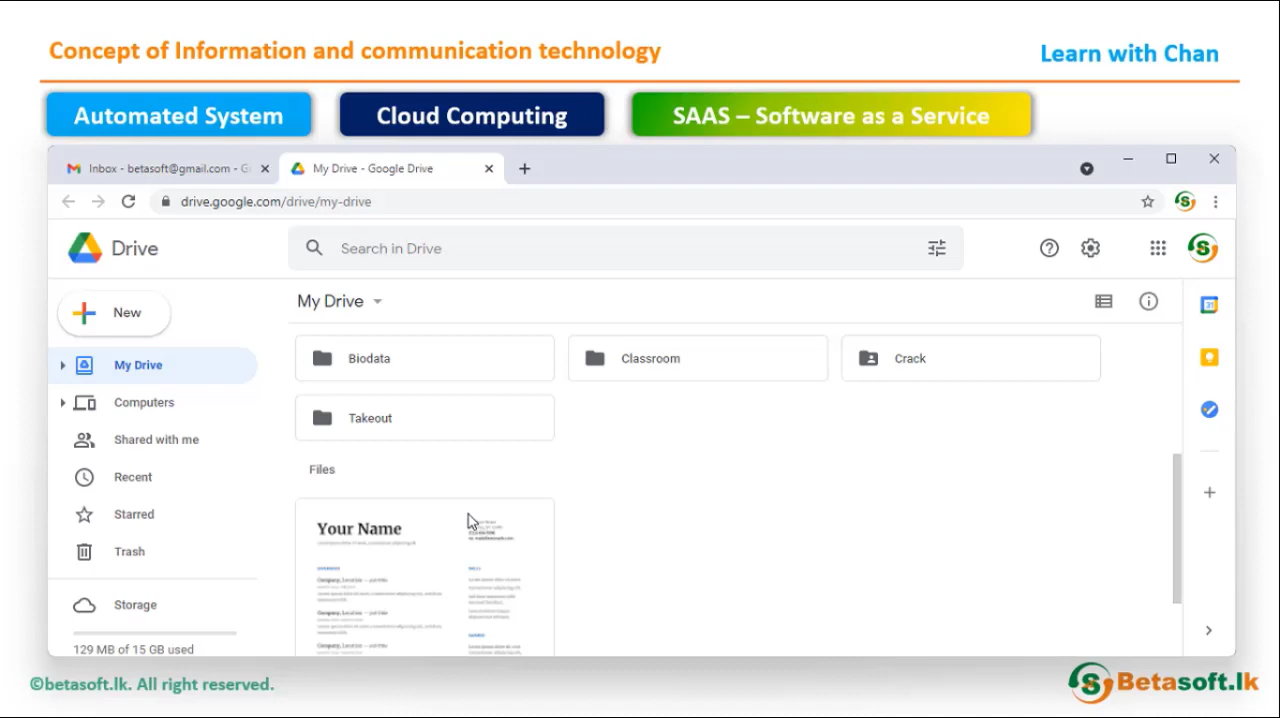 Concept of Information and communication technology
Learn with Chan
Automated System
Cloud Computing
SAAS – Software as a Service
Inbox - betasoft@gmail.com - G
My Drive - Google Drive
drive.google.com/drive/my-drive
Drive
Search in Drive
New
My Drive
My Drive
Computers
Shared with me
Recent
Starred
Trash
Storage
129 MB of 15 GB used
Biodata
Classroom
Crack
Takeout
Files
Your Name
31
©betasoft.lk. All right reserved.
Betasoft.lk